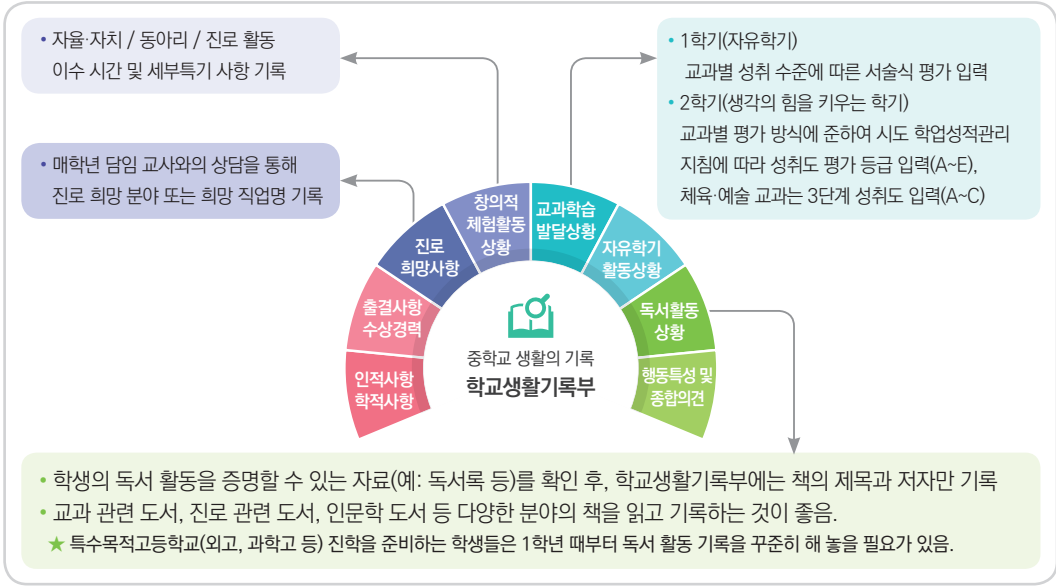 • 자율·자치 / 동아리 / 진로 활동
이수 시간 및 세부특기 사항 기록
• 매학년 담임 교사와의 상담을 통해
진로 희망 분야 또는 희망 직업명 기록
• 1학기(자유학기)
교과별 성취 수준에 따른 서술식 평가 입력
• 2학기(생각의 힘을 키우는 학기)
교과별 평가 방식에 준하여 시도 학업성적관리
지침에 따라 성취도 평가 등급 입력(A~E),
체육·예술 교과는 3단계 성취도 입력(A~C)
인적사항
학적사항
출결사항
수상경력
진로
희망사항
창의적
체험활동
상황
교과학습
발달상황
자유학기
활동상황
독서활동
상황
행동특성 및
종합의견
중학교 생활의 기록
학교생활기록부
• 학생의 독서 활동을 증명할 수 있는 자료(예: 독서록 등)를 확인 후, 학교생활기록부에는 책의 제목과 저자만 기록
• 교과 관련 도서, 진로 관련 도서, 인문학 도서 등 다양한 분야의 책을 읽고 기록하는 것이 좋음.
★ 특수목적고등학교(외고, 과학고 등) 진학을 준비하는 학생들은 1학년 때부터 독서 활동 기록을 꾸준히 해 놓을 필요가 있음.